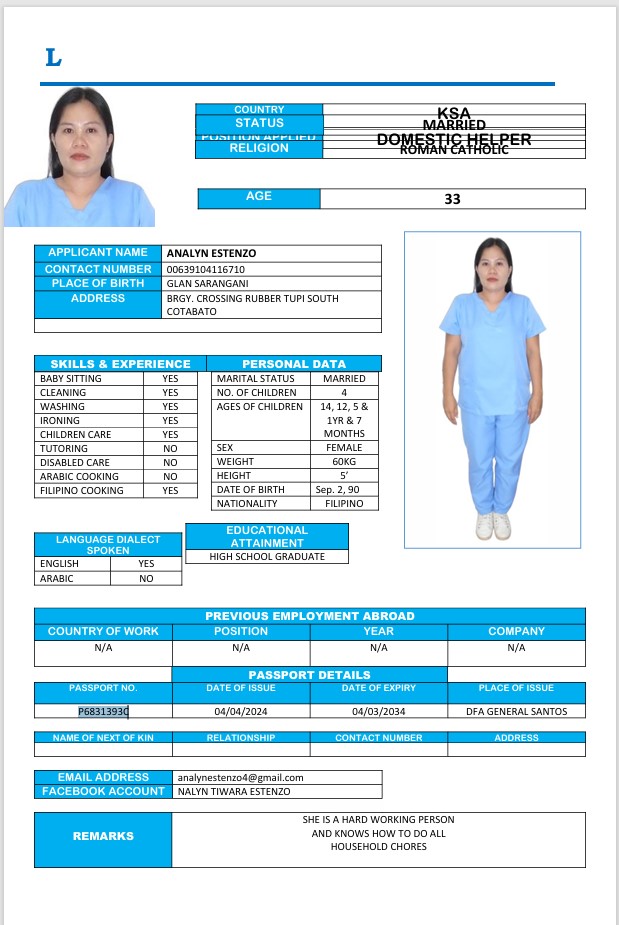 L
COUNTRY KSA
STATUS MARRIED
POSITION APPLIED DOMESTIC HELPER
RELIGION ROMAN CATHOLIC
AGE 33
APPLICANT NAME ANALYN ESTENZO
CONTACT NUMBER 00639104116710
PLACE OF BIRTH GLAN SARANGANI
ADDRESS BRGY. CROSSING RUBBER TUPI SOUTH
COTABATO
SKILLS & EXPERIENCE
BABY SITTING YES
CLEANING YES
WASHING YES
IRONING YES
CHILDREN CARE YES
TUTORING NO
DISABLED CARE NO
ARABIC COOKING NO
FILIPINO COOKING YES
PERSONAL DATA
MARITAL STATUS MARRIED
NO. OF CHILDREN 4
AGES OF CHILDREN 14, 12, 5 &
1YR & 7
MONTHS
SEX FEMALE
WEIGHT 60KG
HEIGHT 5’
DATE OF BIRTH Sep. 2, 90
NATIONALITY FILIPINO
LANGUAGE DIALECT
SPOKEN
ENGLISH YES
ARABIC NO
EDUCATIONAL
ATTAINMENT
HIGH SCHOOL GRADUATE
PREVIOUS EMPLOYMENT ABROAD
COUNTRY OF WORK POSITION YEAR COMPANY
N/A N/A N/A N/A
PASSPORT DETAILS
PASSPORT NO. DATE OF ISSUE DATE OF EXPIRY PLACE OF ISSUE
P6831393C 04/04/2024 04/03/2034 DFA GENERAL SANTOS
NAME OF NEXT OF KIN RELATIONSHIP CONTACT NUMBER ADDRESS
EMAIL ADDRESS analynestenzo4@gmail.com
FACEBOOK ACCOUNT NALYN TIWARA ESTENZO
REMARKS
SHE IS A HARD WORKING PERSON
AND KNOWS HOW TO DO ALL
HOUSEHOLD CHORES